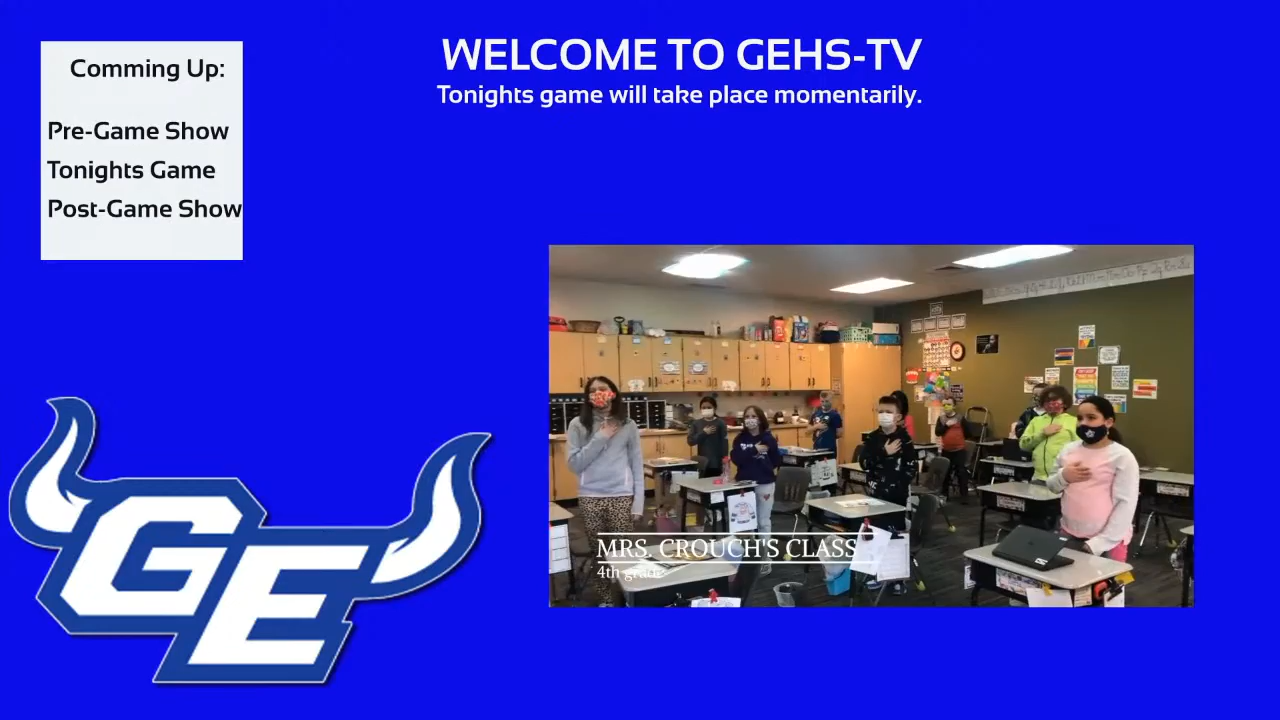 WELCOME TO GEHS-TV
Tonights game will take place momentarily.
Comming Up:
Pre-Game Show
Tonights Game
Post-Game Show
MRS. CROUCH'S CLASS
4th grade
GE